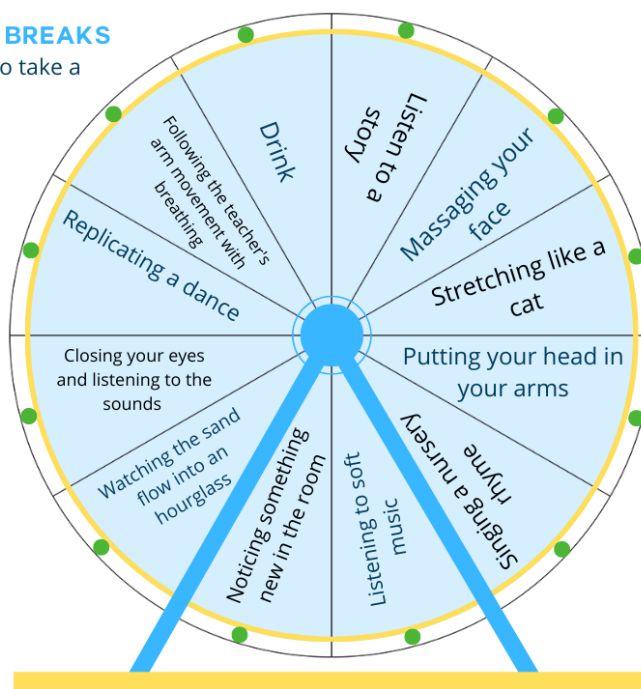 BREAKS
o take a
Drink
Listen to a
story
Massaging your
face
Stretching like a
cat
Putting your head in
your arms
Singing a nursery
rhyme
Listening to soft
music
Noticing something
new in the room
Watching the sand
flow into an
hourglass
Closing your eyes
and listening to the
sounds
Replicating a dance
Following the teacher's
arm movement with
breathing